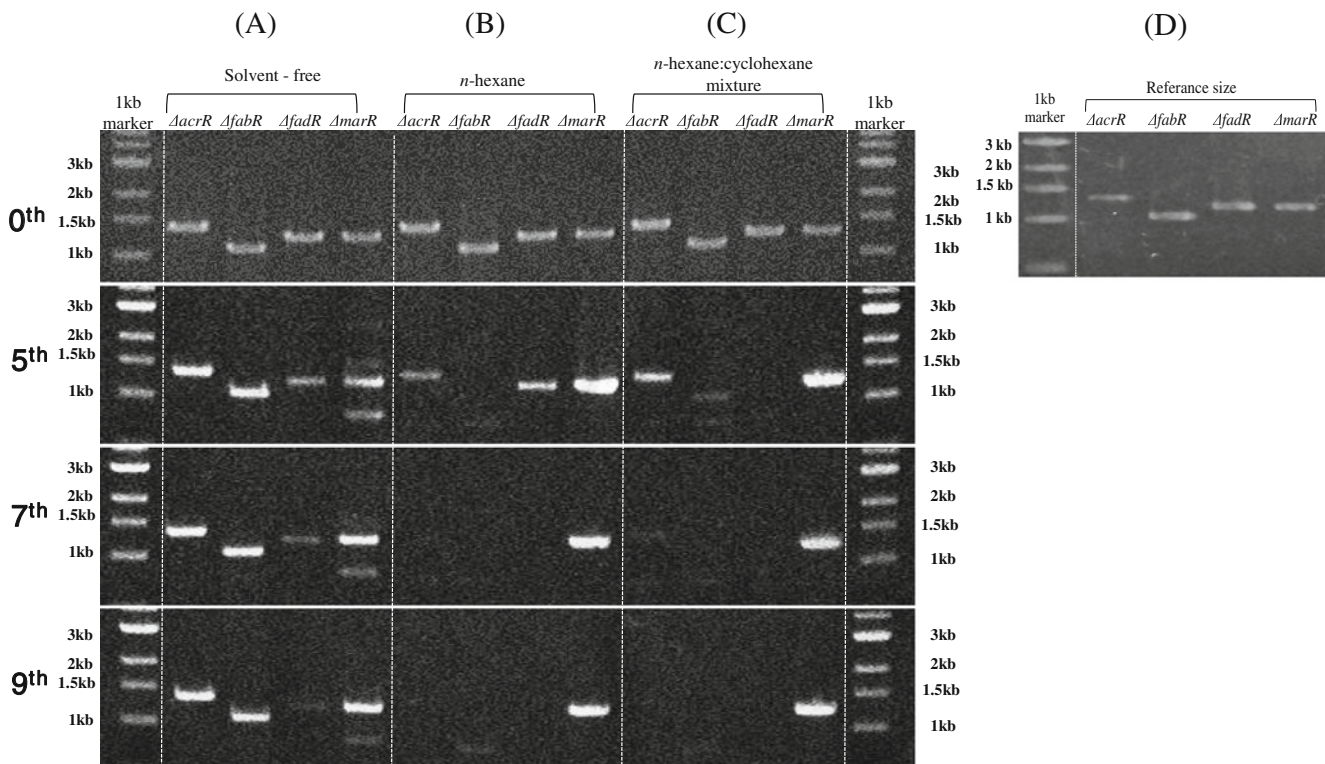 (A) (B) (C) (D)
Solvent - free
n-hexane
n-hexane:cyclohexane
mixture
Referance size
1kb
marker
ΔacrR ΔfabR ΔfadR ΔmarR
ΔacrR ΔfabR ΔfadR ΔmarR
ΔacrR ΔfabR ΔfadR ΔmarR
1kb
marker
1kb
marker
ΔacrR ΔfabR ΔfadR ΔmarR
3 kb
2 kb
1.5 kb
1 kb
0th
3kb
2kb
1.5kb
1kb
3kb
2kb
1.5kb
1kb
5th
3kb
2kb
1.5kb
1kb
3kb
2kb
1.5kb
1kb
7th
3kb
2kb
1.5kb
1kb
3kb
2kb
1.5kb
1kb
9th
3kb
2kb
1.5kb
1kb
3kb
2kb
1.5kb
1kb